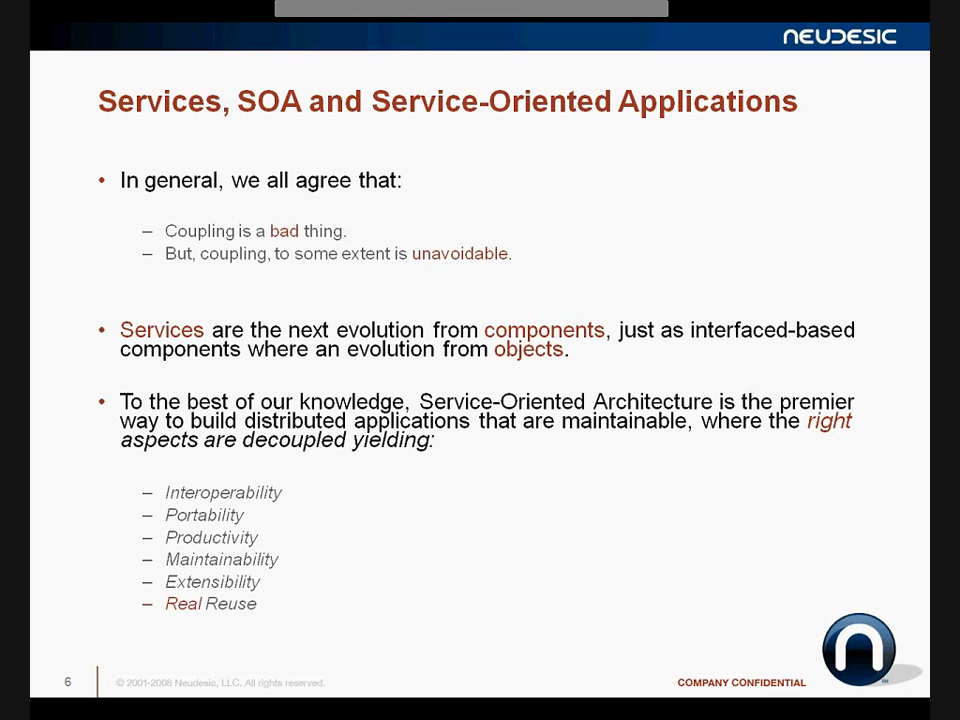 NEUDESIC
Services, SOA and Service-Oriented Applications
• In general, we all agree that:
– Coupling is a bad thing.
– But, coupling, to some extent is unavoidable.
• Services are the next evolution from components, just as interfaced-based
components where an evolution from objects.
• To the best of our knowledge, Service-Oriented Architecture is the premier
way to build distributed applications that are maintainable, where the right
aspects are decoupled yielding:
– Interoperability
– Portability
– Productivity
– Maintainability
– Extensibility
– Real Reuse
6
© 2001-2008 Neudesic, LLC. All rights reserved.
COMPANY CONFIDENTIAL
n
SM